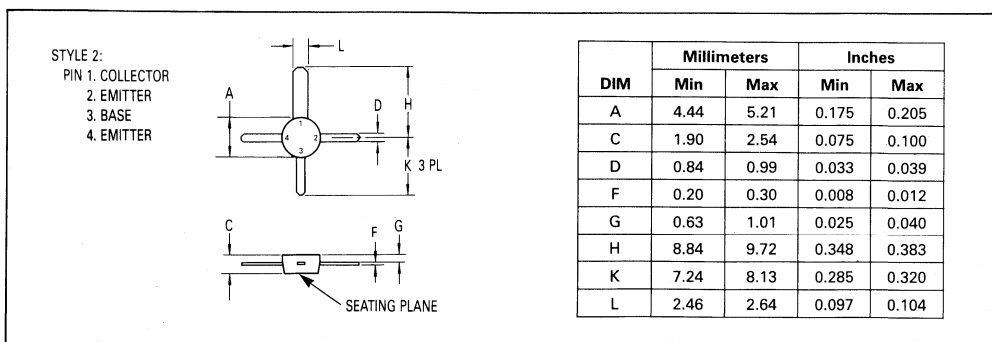 STYLE 2:
PIN 1. COLLECTOR
2. EMITTER
3. BASE
4. EMITTER
L
A
D
H
1
4
2
3
K 3 PL
C
F
G
SEATING PLANE
DIM Millimeters Inches
Min Max Min Max
A 4.44 5.21 0.175 0.205
C 1.90 2.54 0.075 0.100
D 0.84 0.99 0.033 0.039
F 0.20 0.30 0.008 0.012
G 0.63 1.01 0.025 0.040
H 8.84 9.72 0.348 0.383
K 7.24 8.13 0.285 0.320
L 2.46 2.64 0.097 0.104